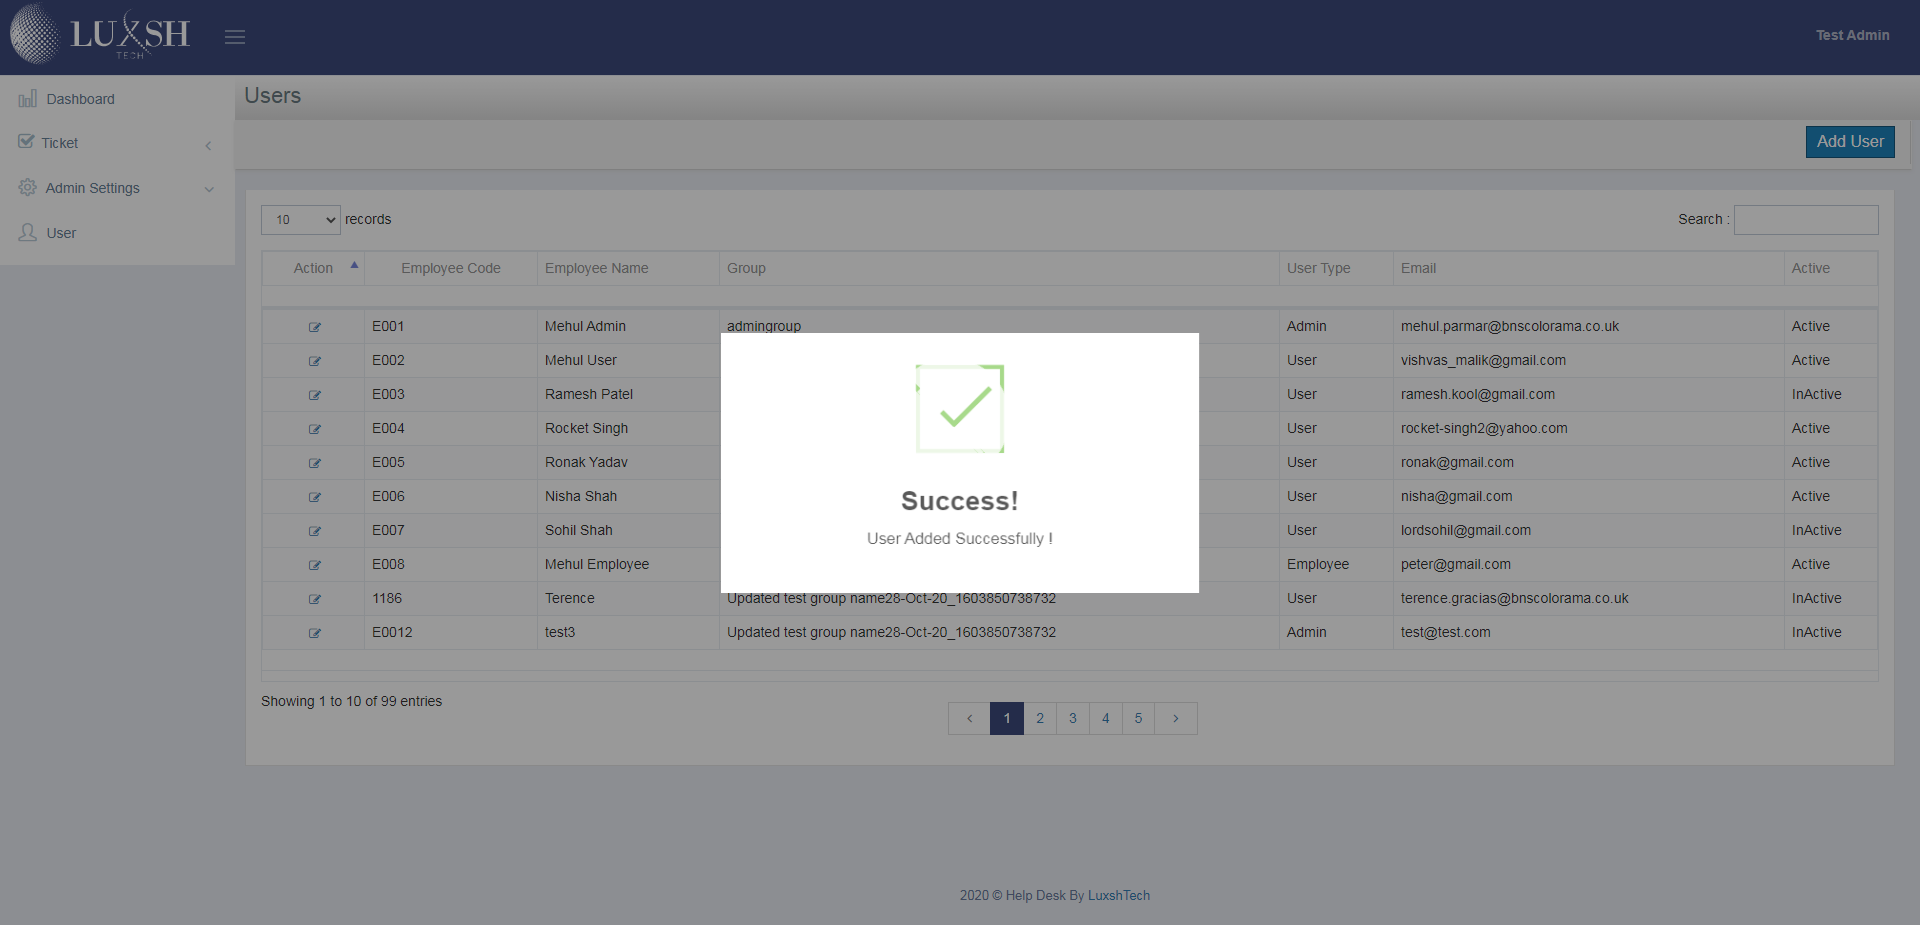 LUXSH
TECH
Test Admin
Dashboard
Ticket
Admin Settings
User
Users
Add User
10 records
Search :
Action Employee Code Employee Name Group User Type Email Active
E001 Mehul Admin admingroup Admin mehul.parmar@bnscolorama.co.uk Active
E002 Mehul User User vishvas_malik@gmail.com Active
E003 Ramesh Patel User ramesh.kool@gmail.com InActive
E004 Rocket Singh User rocket-singh2@yahoo.com Active
E005 Ronak Yadav User ronak@gmail.com Active
E006 Nisha Shah User nisha@gmail.com Active
E007 Sohil Shah User lordsohil@gmail.com InActive
E008 Mehul Employee Employee peter@gmail.com Active
1186 Terence Updated test group name28-Oct-20_1603850738732 User terence.gracias@bnscolorama.co.uk InActive
E0012 test3 Updated test group name28-Oct-20_1603850738732 Admin test@test.com InActive
Success!
User Added Successfully !
Showing 1 to 10 of 99 entries
‹ 1 2 3 4 5 ›
2020 © Help Desk By LuxshTech